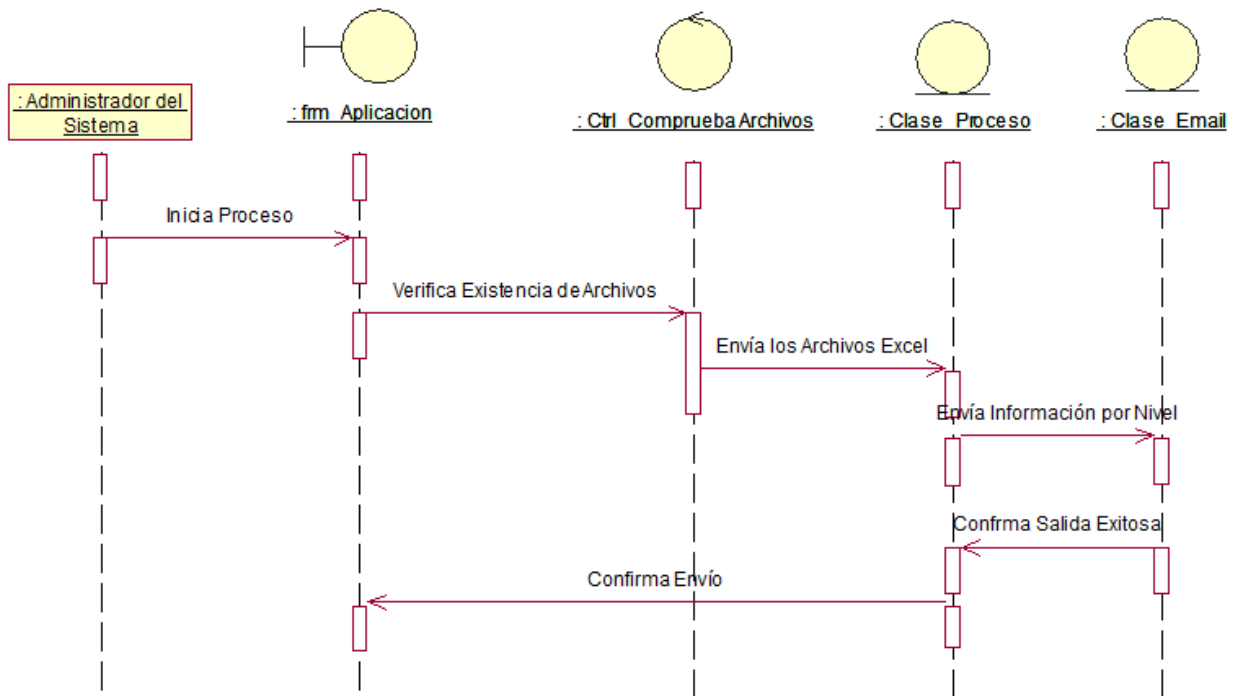 : Administrador del
Sistema
: frm_Aplicacion
: Ctrl_Comprueba Archivos
: Clase_Proceso
: Clase_Email
Inicia Proceso
Verifica Existencia de Archivos
Envía los Archivos Excel
Envía Información por Nivel
Confrma Salida Exitosa
Confirma Envío